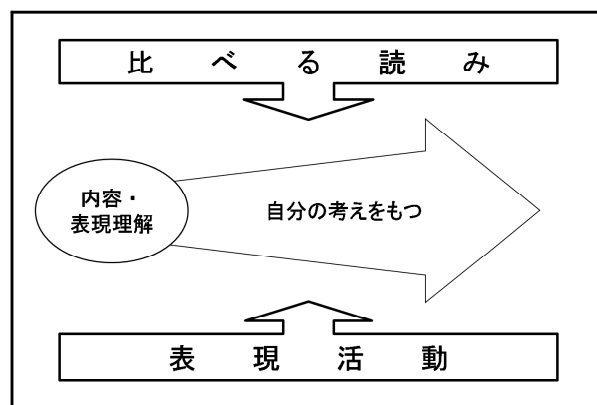 比べる読み
内容・
表現理解
自分の考えをもつ
表現活動